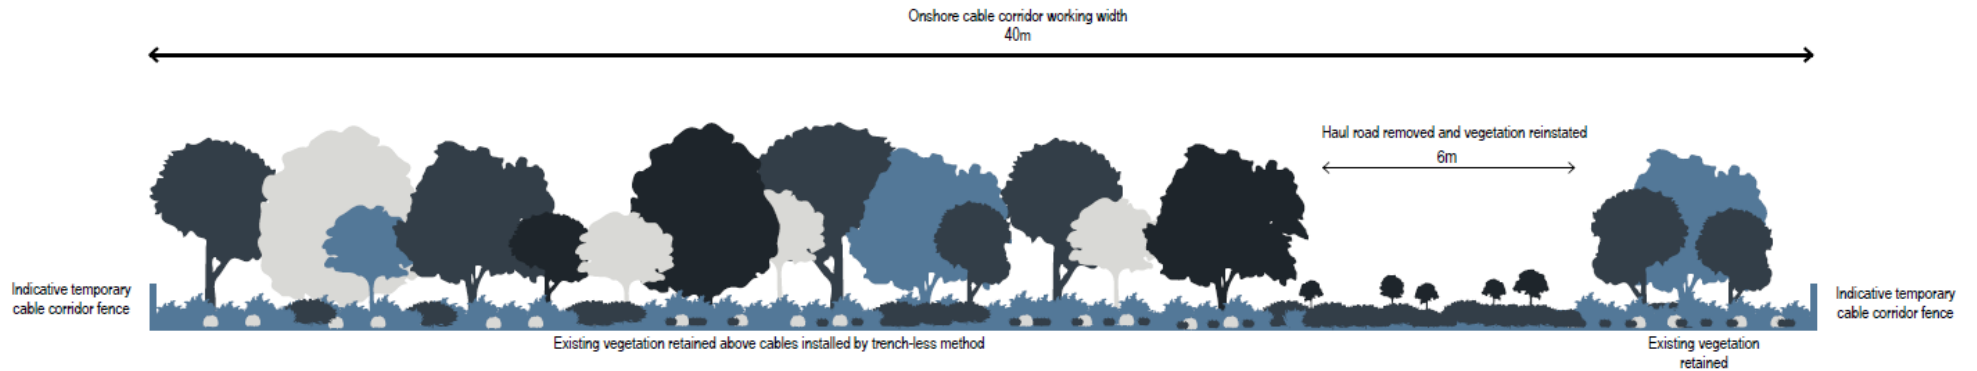 Onshore cable corridor working width
40m
Haul road removed and vegetation reinstated
6m
Indicative temporary
cable corridor fence
Indicative temporary
cable corridor fence
Existing vegetation retained above cables installed by trench-less method
Existing vegetation
retained